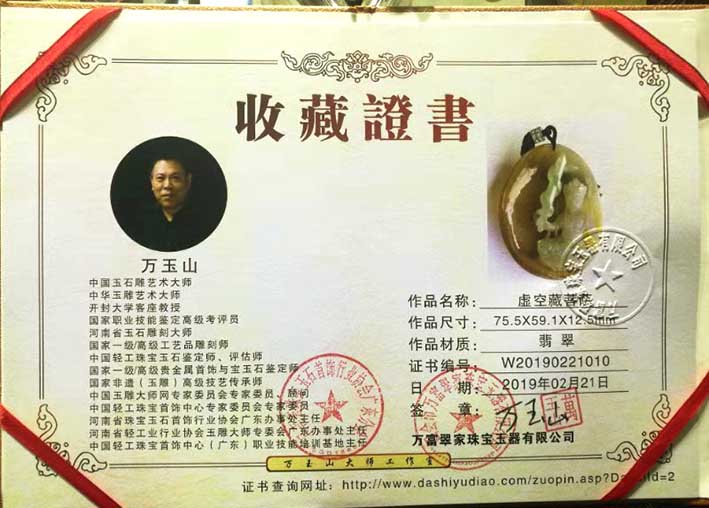 收藏證書
万玉山
中国玉石雕艺术大师
中华玉雕艺术大师
开封大学客座教授
国家职业技能鉴定高级考评员
河南省玉石雕刻大师
国家一级/高级工艺品雕刻师
中国轻工珠宝玉石鉴定师、评估师
国家一级/高级贵金属首饰与宝玉石鉴定师
国家非遗（玉雕）高级技艺传承师
中国玉雕大师网专家委员会专家委员、顾问
中国轻工珠宝首饰中心专家委员会专家委员
河南省珠宝玉石首饰行业协会广东办事处主任
河南省轻工业行业协会玉雕大师专委会广东办事处主任
中国轻工珠宝首饰中心（广东）职业技能培训基地主任
作品名称：虚空藏菩萨
作品尺寸：75.5X59.1X12.5mm
作品材质：翡翠
证书编号：W20190221010
日期：2019年02月21日
签章：万玉山
万富翠家珠宝玉器有限公司
万玉山大师工作室
证书查询网址：http://www.dashiyudiao.com/zuopin.asp?